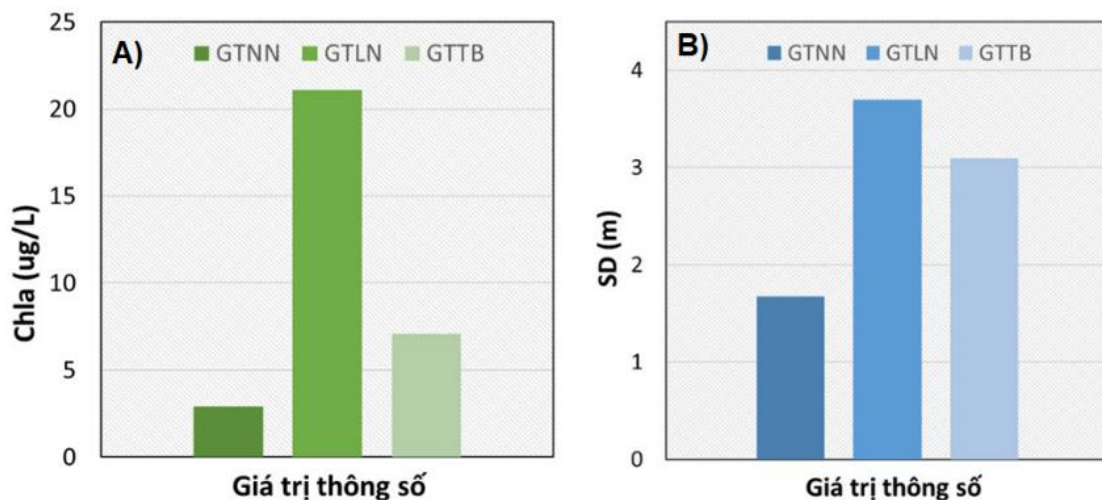 A)
GTNN GTLN GTTB
25
20
15
10
5
0
Chla (ug/L)
Giá trị thông số
B)
GTNN GTLN GTTB
4
3
2
1
0
SD (m)
Giá trị thông số